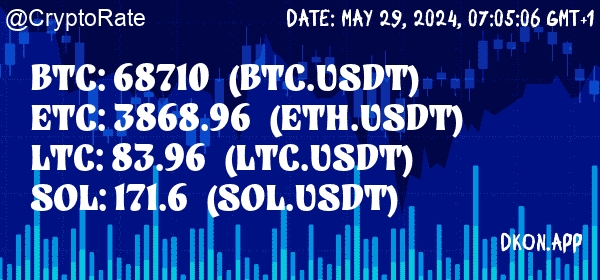 @CryptoRate
DATE: MAY 29, 2024, 07:05:06 GMT+1
BTC: 68710 (BTC.USDT)
ETC: 3868.96 (ETH.USDT)
LTC: 83.96 (LTC.USDT)
SOL: 171.6 (SOL.USDT)
DKON.APP